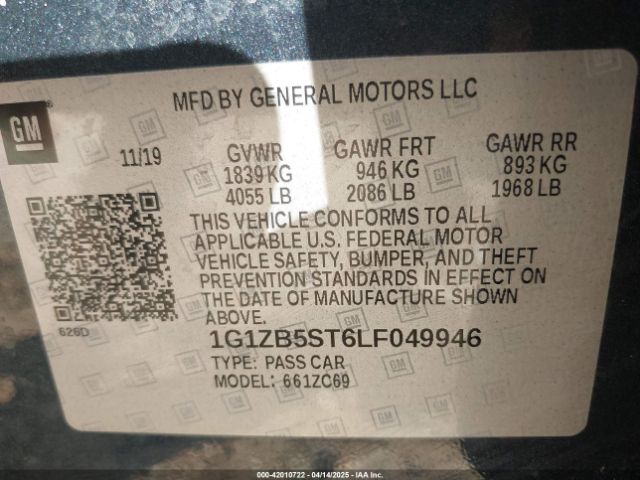 MFD BY GENERAL MOTORS LLC
GM
11/19
GVWR
1839 KG
4055 LB
GAWR FRT
946 KG
2086 LB
GAWR RR
893 KG
1968 LB
THIS VEHICLE CONFORMS TO ALL
APPLICABLE U.S. FEDERAL MOTOR
VEHICLE SAFETY, BUMPER, AND THEFT
PREVENTION STANDARDS IN EFFECT ON
THE DATE OF MANUFACTURE SHOWN
ABOVE.
626D
1G1ZB5ST6LF049946
TYPE: PASS CAR
MODEL: 661ZC69
000-42010722 | 04/14/2025 | IAA Inc.